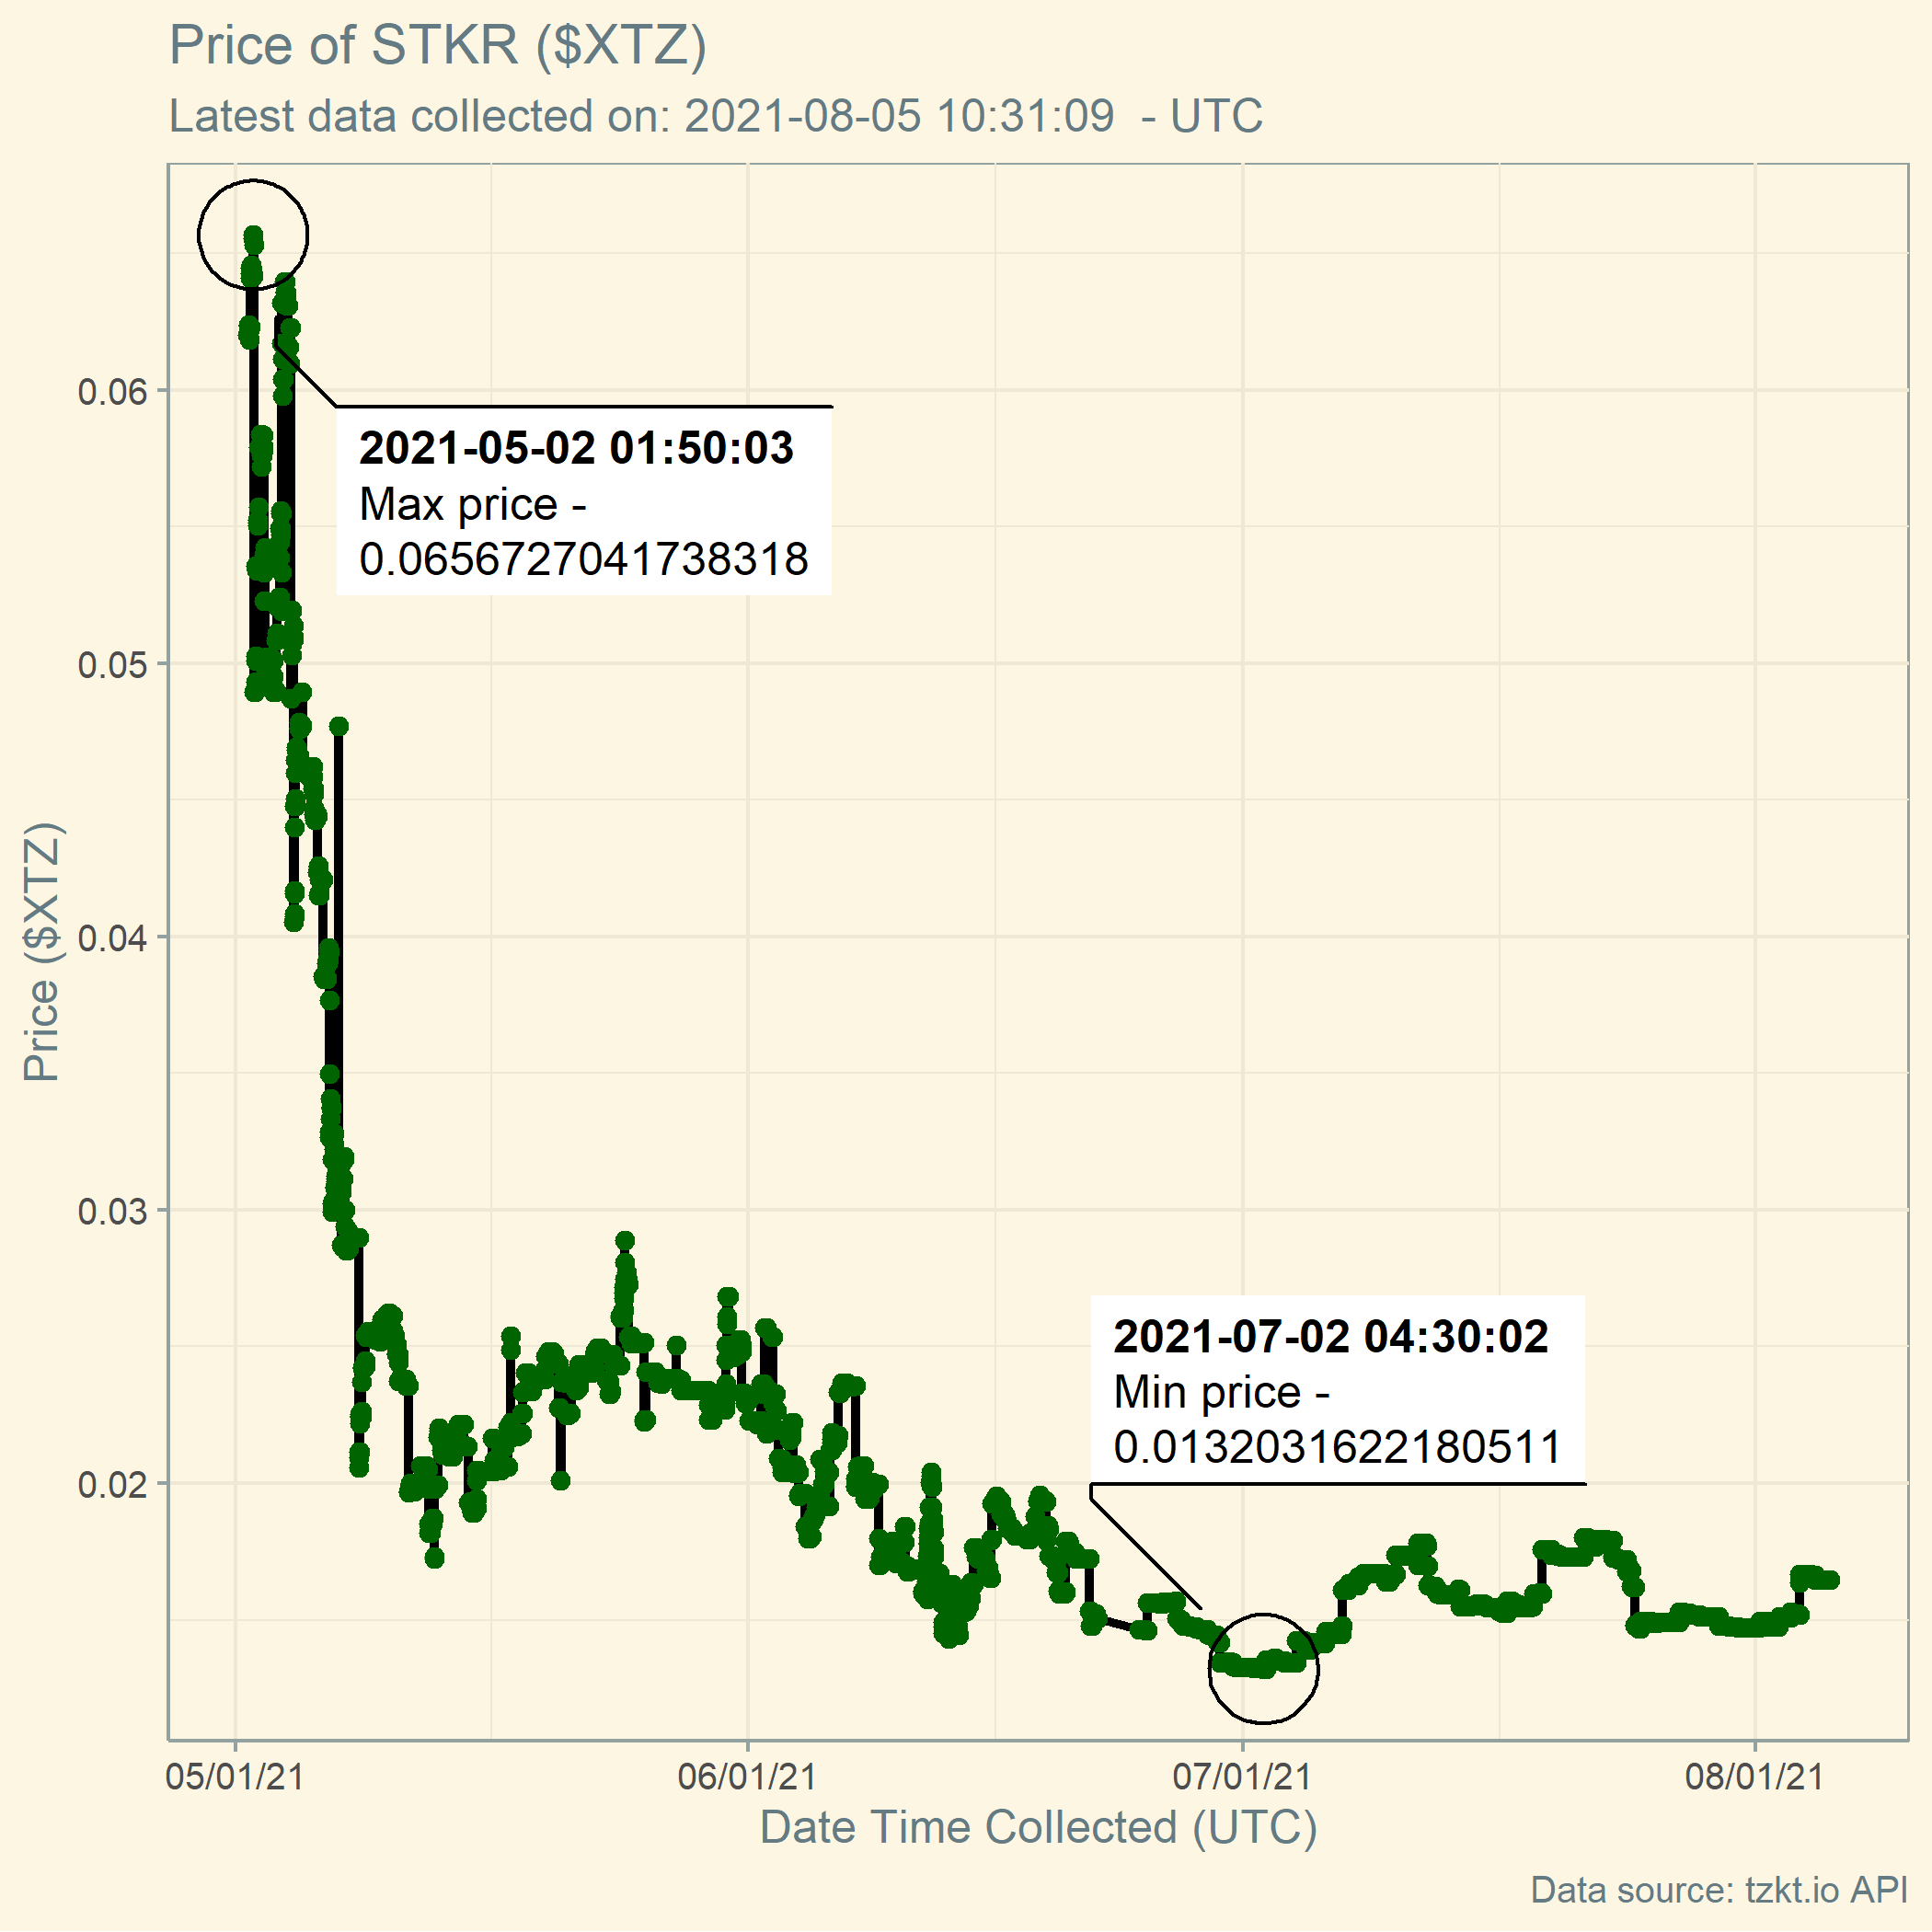 Price of STKR ($XTZ)
Latest data collected on: 2021-08-05 10:31:09  - UTC
2021-05-02 01:50:03
Max price -
0.0656727041738318
2021-07-02 04:30:02
Min price -
0.0132031622180511
Price ($XTZ)
0.06
0.05
0.04
0.03
0.02
05/01/21
06/01/21
07/01/21
08/01/21
Date Time Collected (UTC)
Data source: tzkt.io API